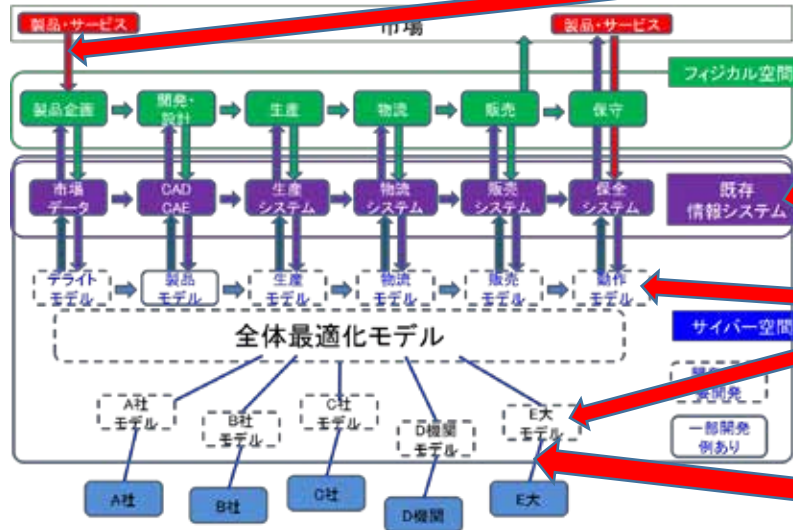 製品・サービス
市場
製品・サービス
フィジカル空間
製品企画
開発・
設計
生産
物流
販売
保守
市場
データ
CAD
CAE
生産
システム
物流
システム
販売
システム
保全
システム
既存
情報システム
デライト
モデル
製品
モデル
生産
モデル
物流
モデル
販売
モデル
動作
モデル
全体最適化モデル
サイバー空間
要開発
一部開発
例あり
A社
モデル
B社
モデル
C社
モデル
D機関
モデル
E大
モデル
A社
B社
C社
D機関
E大